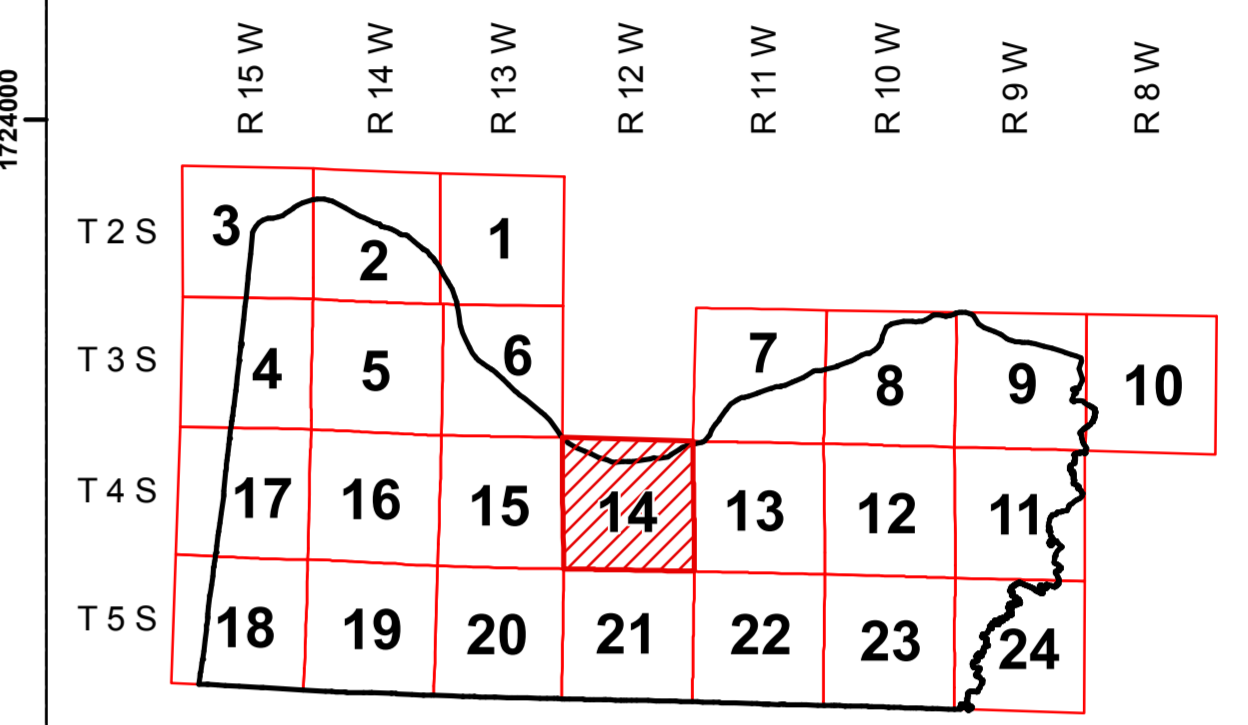 1724000
R 15 W R 14 W R 13 W R 12 W R 11 W R 10 W R 9 W R 8 W
T 2 S 3 2 1
T 3 S 4 5 6 7 8 9 10
T 4 S 17 16 15 14 13 12 11
T 5 S 18 19 20 21 22 23 24